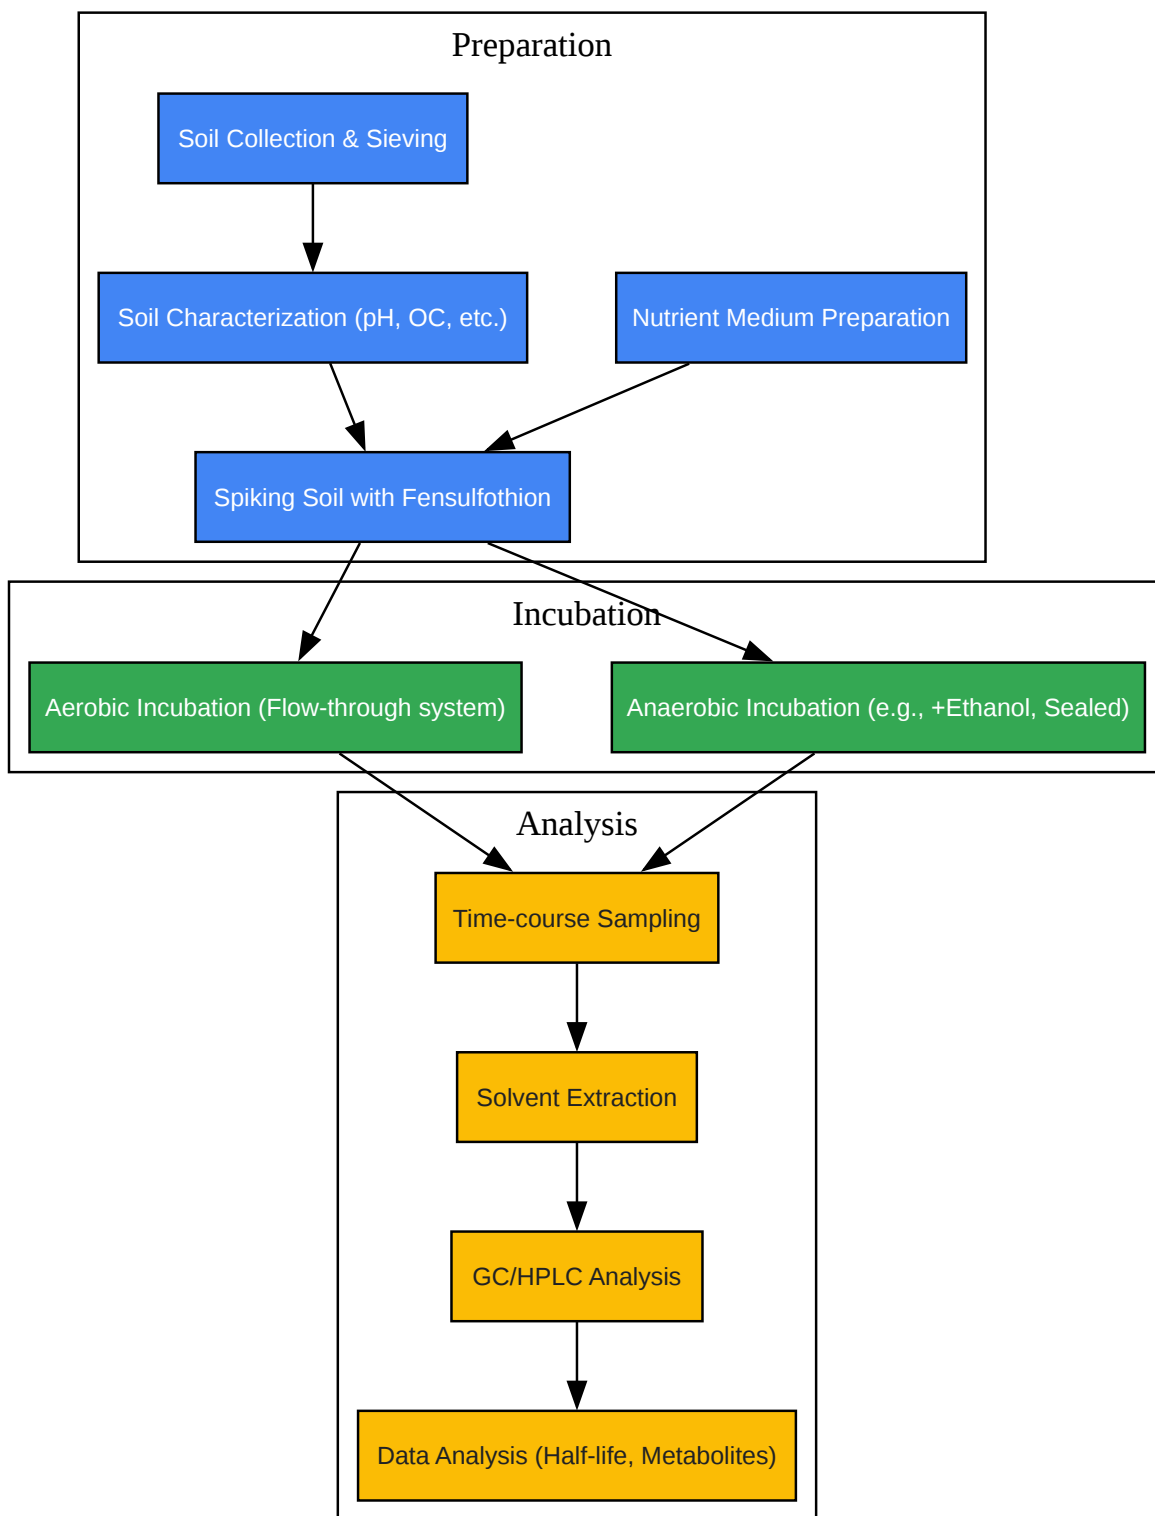 Preparation
Soil Collection & Sieving
Soil Characterization (pH, OC, etc.)
Nutrient Medium Preparation
Spiking Soil with Fensulfothion
Incubation
Aerobic Incubation (Flow-through system)
Anaerobic Incubation (e.g., +Ethanol, Sealed)
Analysis
Time-course Sampling
Solvent Extraction
GC/HPLC Analysis
Data Analysis (Half-life, Metabolites)